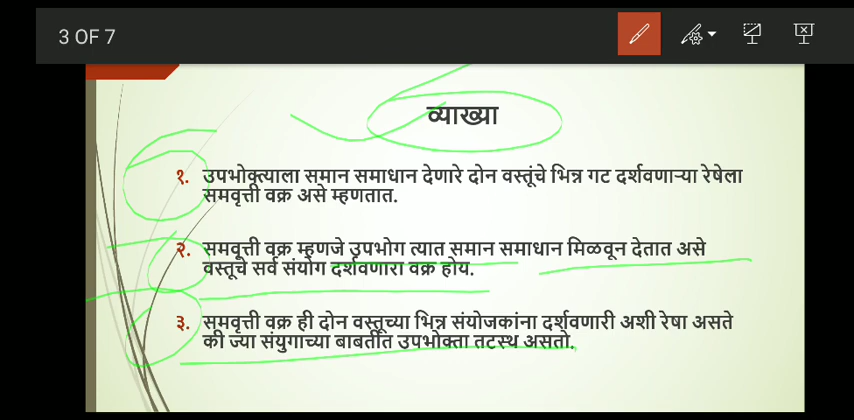 3 OF 7
व्याख्या
१. उपभोक्त्याला समान समाधान देणारे दोन वस्तूंचे भिन्न गट दर्शवणाऱ्या रेषेला
समवृत्ती वक्र असे म्हणतात.
२. समवृत्ती वक्र म्हणजे उपभोग त्यात समान समाधान मिळवून देतात असे
वस्तूचे सर्व संयोग दर्शवणारा वक्र होय.
३. समवृत्ती वक्र ही दोन वस्तूच्या भिन्न संयोजकांना दर्शवणारी अशी रेषा असते
की ज्या संयुगाच्या बाबतीत उपभोक्ता तटस्थ असतो.